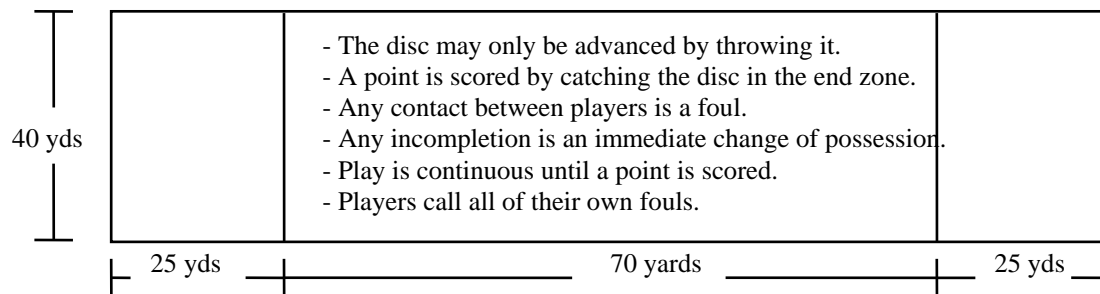 - The disc may only be advanced by throwing it.
- A point is scored by catching the disc in the end zone.
- Any contact between players is a foul.
- Any incompletion is an immediate change of possession.
- Play is continuous until a point is scored.
- Players call all of their own fouls.
40 yds
25 yds
70 yards
25 yds